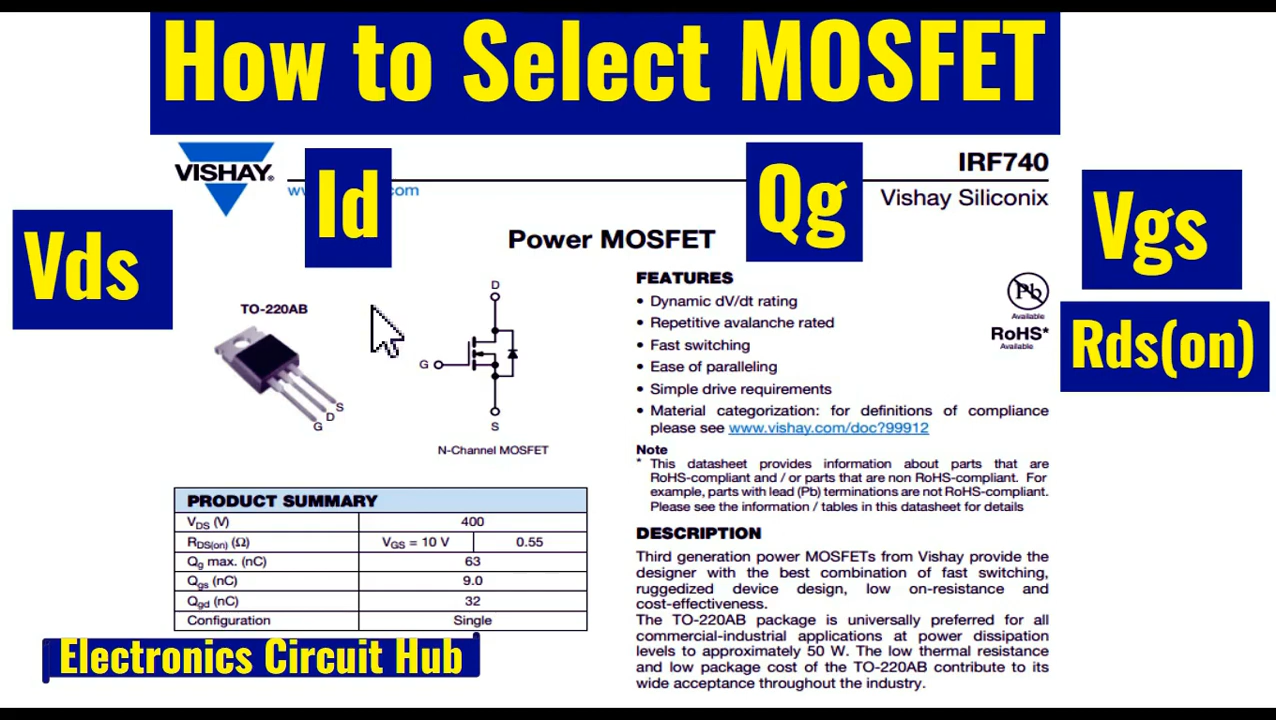 How to Select MOSFET
VISHAY®
IRF740
Vishay Siliconix
Id
Qg
Vgs
Vds
Rds(on)
Power MOSFET
TO-220AB
S
D
G
D
G
S
N-Channel MOSFET
PRODUCT SUMMARY
VDS (V) 400
RDS(on) (Ω) VGS = 10 V 0.55
Qg max. (nC) 63
Qgs (nC) 9.0
Qgd (nC) 32
Configuration Single
Electronics Circuit Hub
FEATURES
• Dynamic dV/dt rating
• Repetitive avalanche rated
• Fast switching
• Ease of paralleling
• Simple drive requirements
• Material categorization: for definitions of compliance
please see www.vishay.com/doc?99912
Pb
Available
RoHS*
Available
Note
* This datasheet provides information about parts that are
RoHS-compliant and / or parts that are non RoHS-compliant. For
example, parts with lead (Pb) terminations are not RoHS-compliant.
Please see the information / tables in this datasheet for details
DESCRIPTION
Third generation power MOSFETs from Vishay provide the
designer with the best combination of fast switching,
ruggedized device design, low on-resistance and
cost-effectiveness.
The TO-220AB package is universally preferred for all
commercial-industrial applications at power dissipation
levels to approximately 50 W. The low thermal resistance
and low package cost of the TO-220AB contribute to its
wide acceptance throughout the industry.